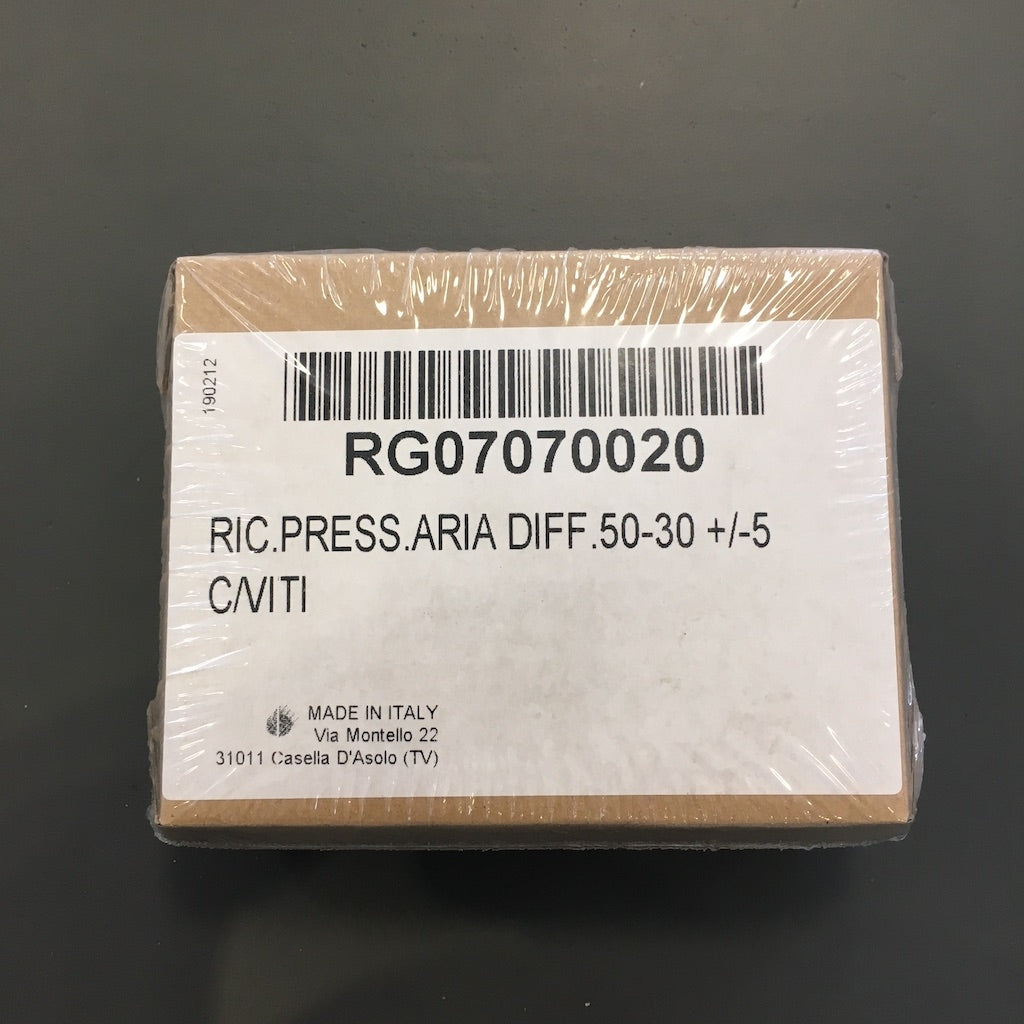 190212
RG07070020
RIC.PRESS.ARIA DIFF.50-30 +/-5
C/VITI
MADE IN ITALY
Via Montello 22
31011 Casella D'Asolo (TV)